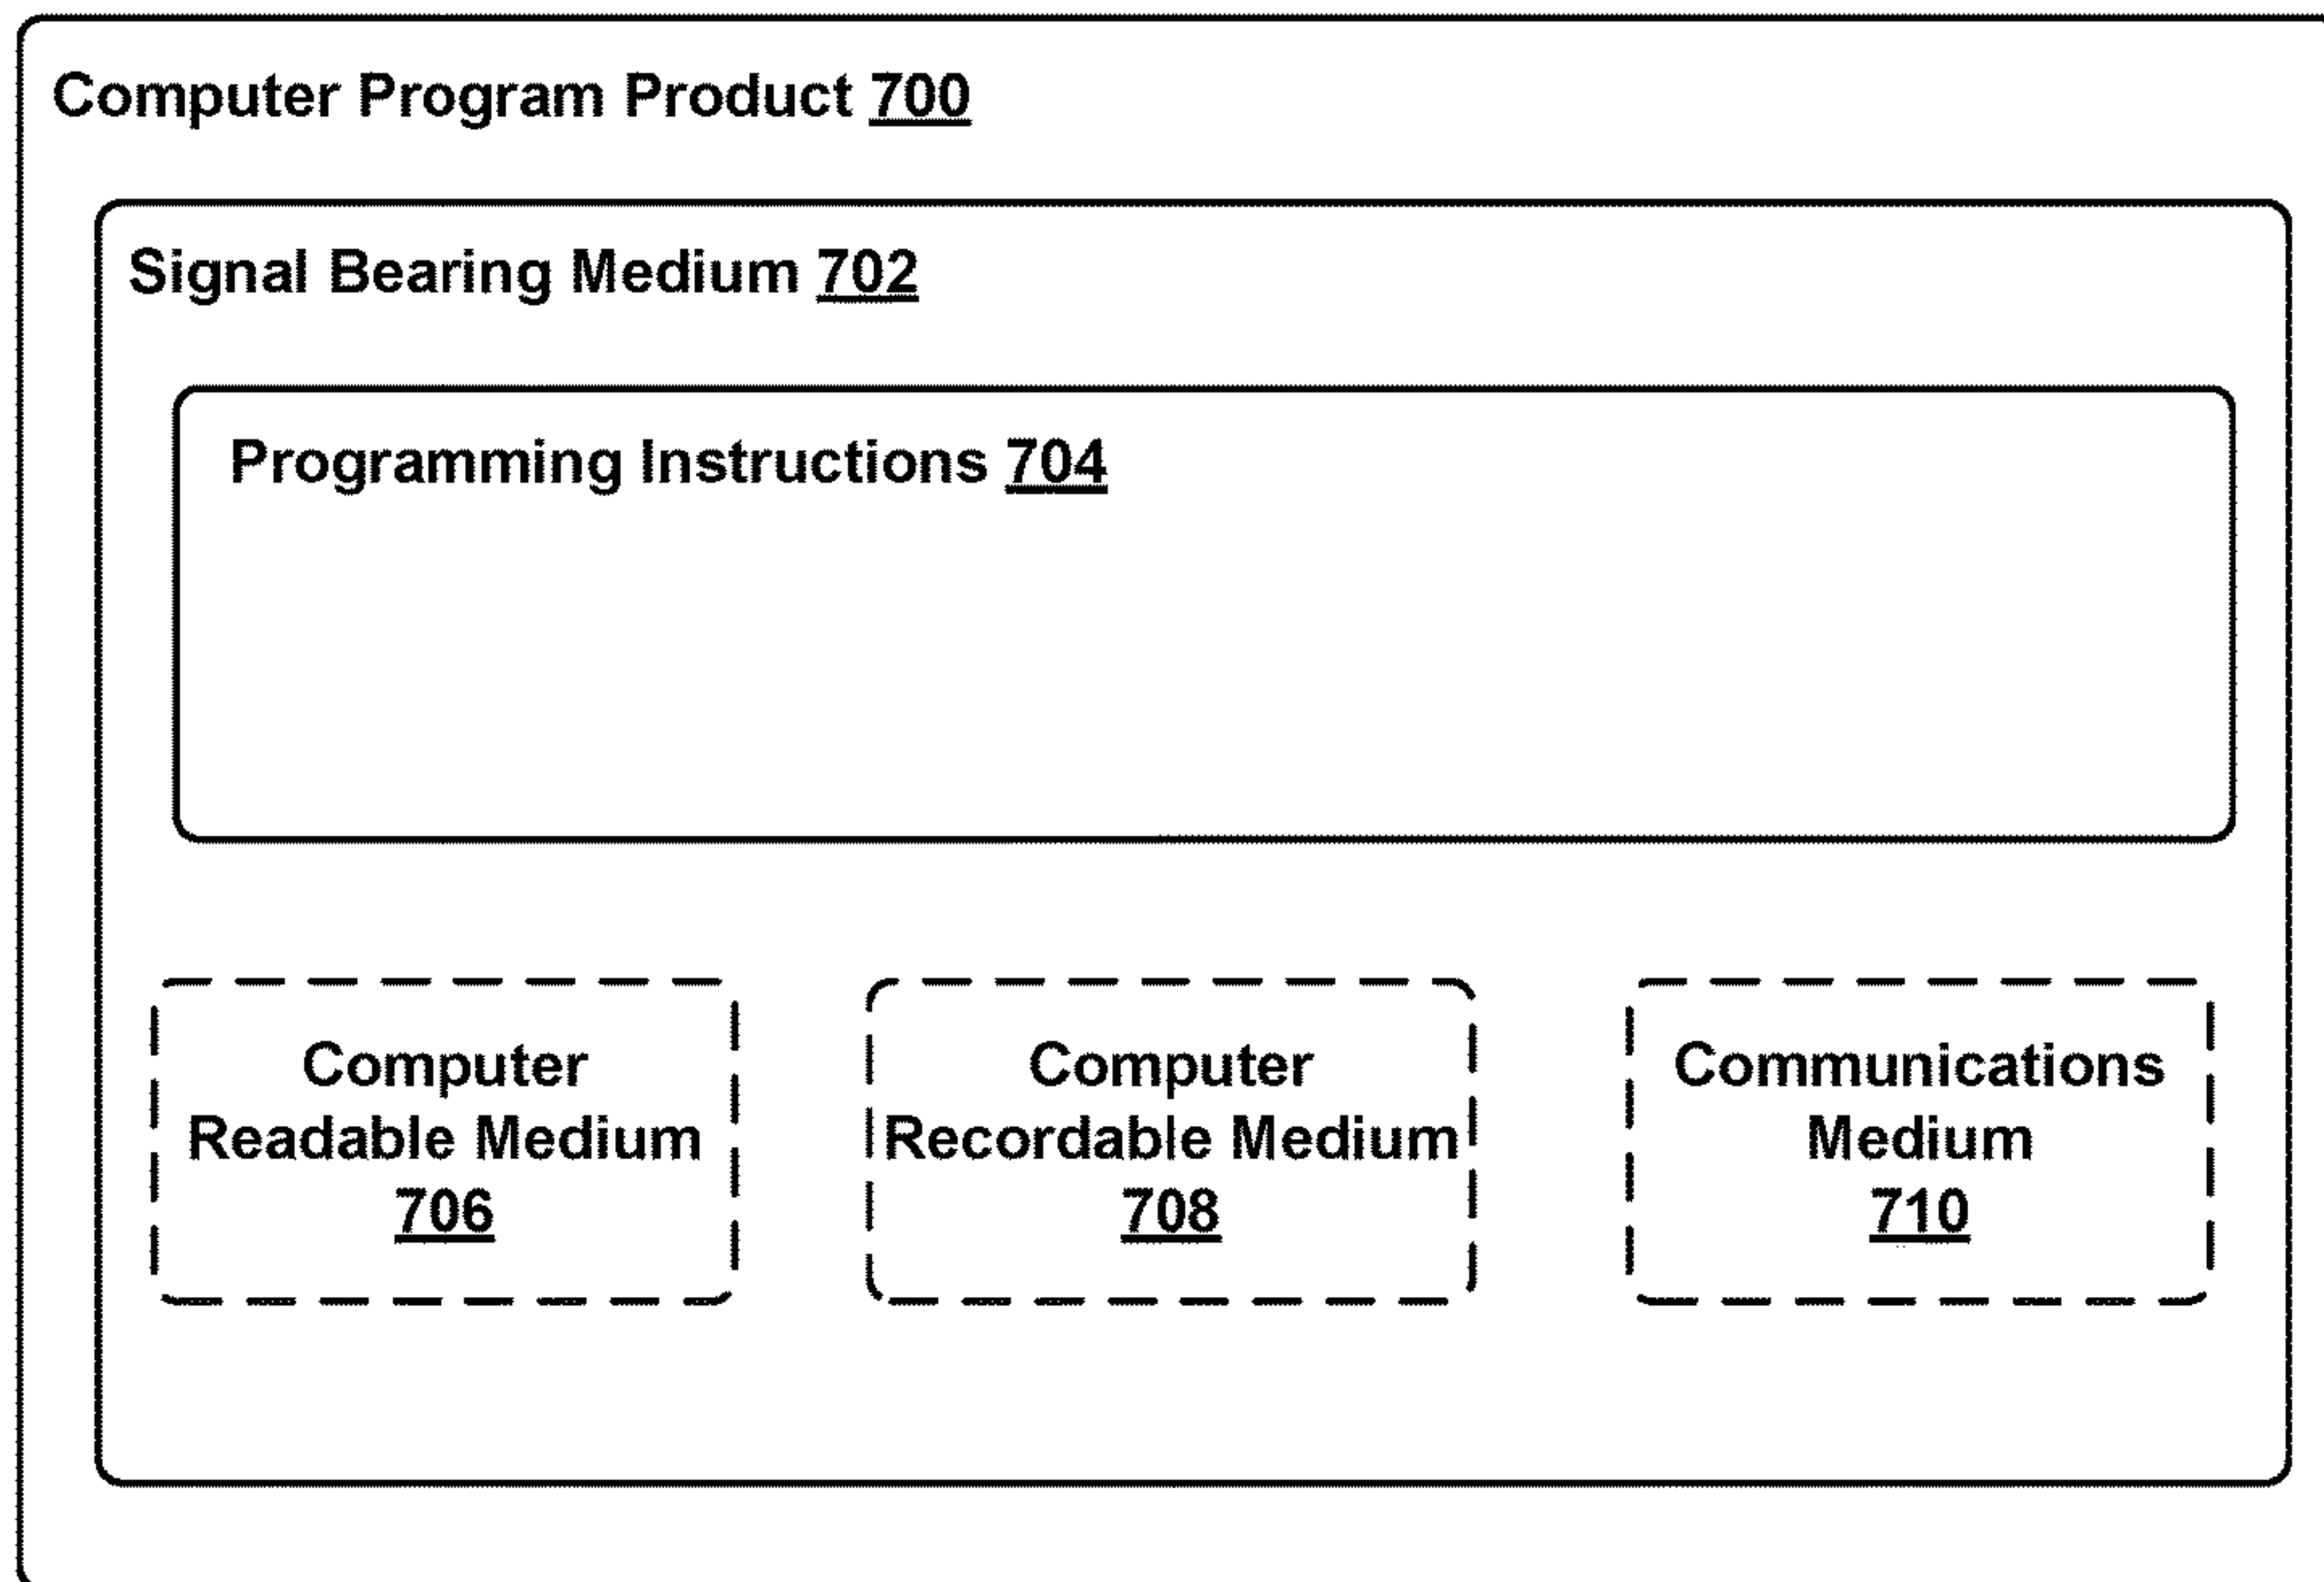 Computer Program Product 700
Signal Bearing Medium 702
Programming Instructions 704
Computer
Readable Medium
706
Computer
Recordable Medium
708
Communications
Medium
710